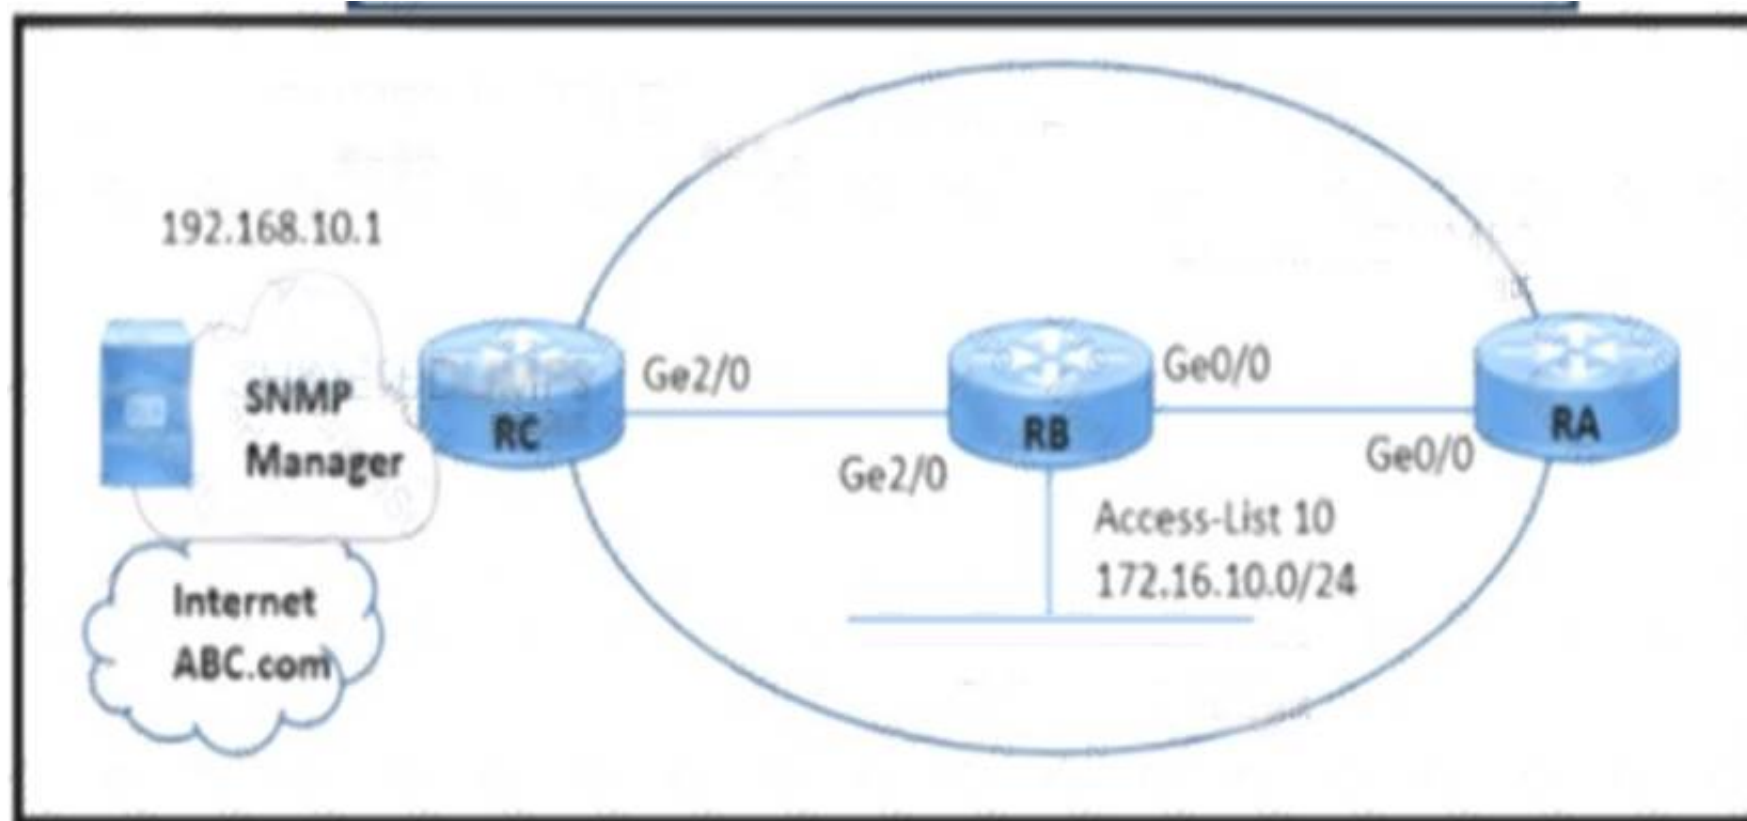 192.168.10.1
SNMP
Manager
RC
Ge2/0
Ge2/0
RB
Ge0/0
Ge0/0
RA
Access-List 10
172.16.10.0/24
Internet
ABC.com